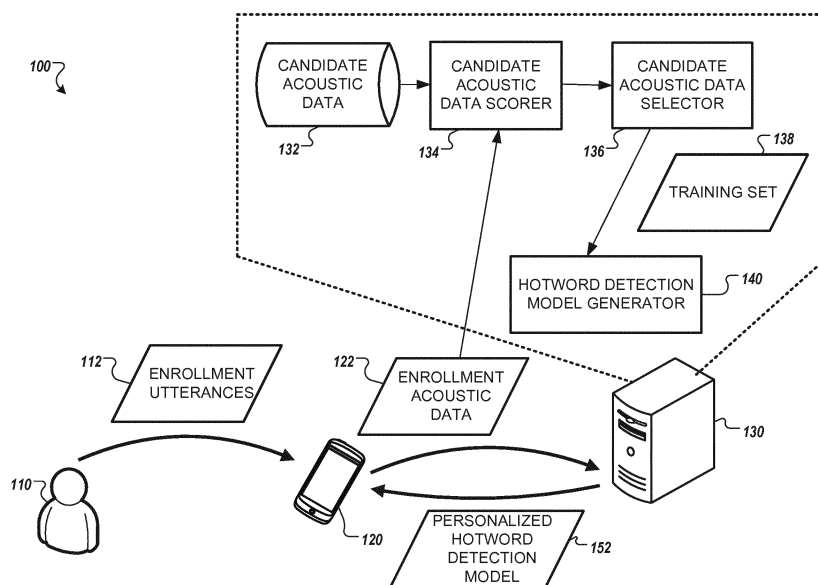 100
CANDIDATE
ACOUSTIC
DATA
132
CANDIDATE
ACOUSTIC
DATA SCORER
134
CANDIDATE
ACOUSTIC DATA
SELECTOR
136
138
TRAINING SET
HOTWORD DETECTION
MODEL GENERATOR
140
112
ENROLLMENT
UTTERANCES
122
ENROLLMENT
ACOUSTIC
DATA
130
110
120
PERSONALIZED
HOTWORD
DETECTION
MODEL
152